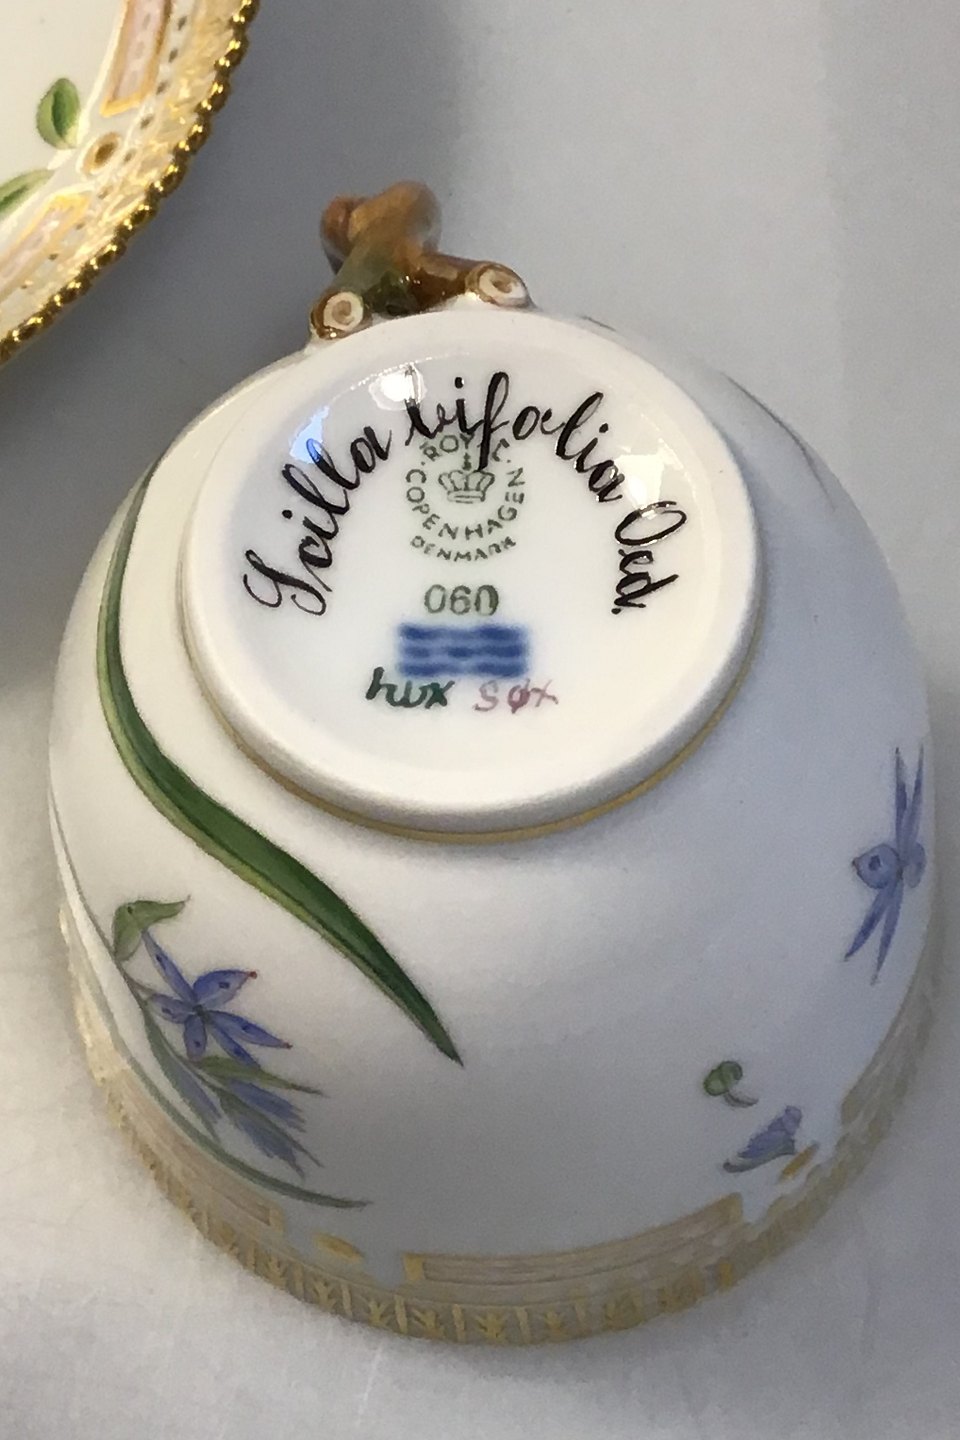 Scilla bifolia Oed.
ROYAL COPENHAGEN
DENMARK
060